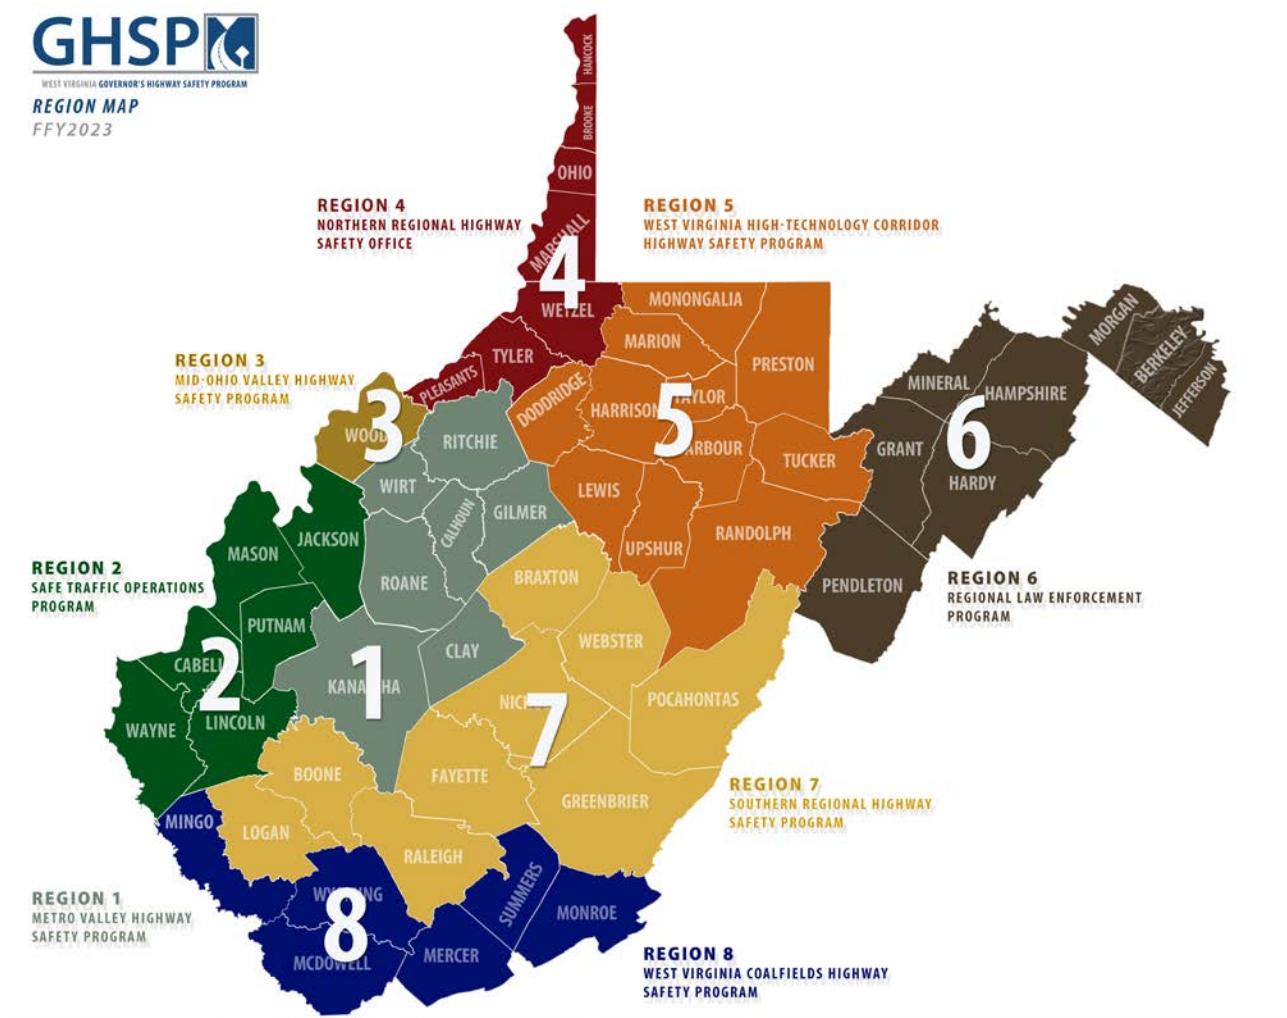 GHSP
WEST VIRGINIA GOVERNOR'S HIGHWAY SAFETY PROGRAM
REGION MAP
FFY2023
HANCOCK
BROOKE
OHIO
MARSHALL
4
WETZEL
TYLER
PLEASANTS
REGION 4
NORTHERN REGIONAL HIGHWAY
SAFETY OFFICE
REGION 5
WEST VIRGINIA HIGH-TECHNOLOGY CORRIDOR
HIGHWAY SAFETY PROGRAM
MONONGALIA
MARION
PRESTON
DODDRIDGE
HARRISON
5
TAYLOR
BARBOUR
TUCKER
LEWIS
UPSHUR
RANDOLPH
MORGAN
BERKELEY
JEFFERSON
MINERAL
HAMPSHIRE
GRANT
6
HARDY
PENDLETON
REGION 6
REGIONAL LAW ENFORCEMENT
PROGRAM
REGION 3
MID-OHIO VALLEY HIGHWAY
SAFETY PROGRAM
WOOD
3
RITCHIE
WIRT
CALHOUN
GILMER
ROANE
CLAY
KANAWHA
1
REGION 2
SAFE TRAFFIC OPERATIONS
PROGRAM
JACKSON
MASON
PUTNAM
CABELL
2
LINCOLN
WAYNE
BRAXTON
WEBSTER
POCAHONTAS
7
BOONE
FAYETTE
GREENBRIER
LOGAN
RALEIGH
REGION 7
SOUTHERN REGIONAL HIGHWAY
SAFETY PROGRAM
MINGO
WYOMING
8
MCDOWELL
MERCER
SUMMERS
MONROE
REGION 1
METRO VALLEY HIGHWAY
SAFETY PROGRAM
REGION 8
WEST VIRGINIA COALFIELDS HIGHWAY
SAFETY PROGRAM